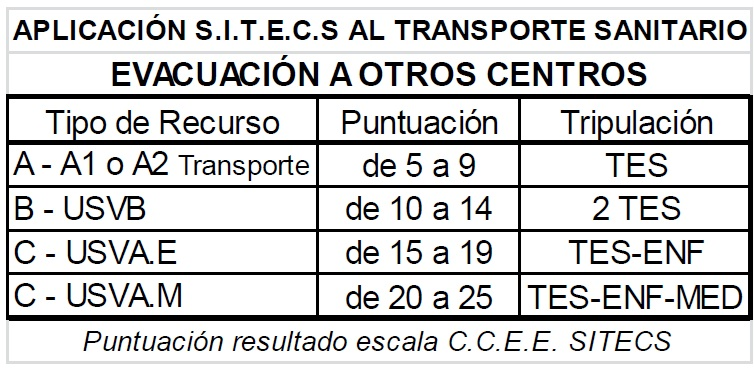 APLICACIÓN S.I.T.E.C.S AL TRANSPORTE SANITARIO
EVACUACIÓN A OTROS CENTROS
Tipo de Recurso Puntuación Tripulación
A - A1 o A2 Transporte de 5 a 9 TES
B - USVB de 10 a 14 2 TES
C - USVA.E de 15 a 19 TES-ENF
C - USVA.M de 20 a 25 TES-ENF-MED
Puntuación resultado escala C.C.E.E. SITECS